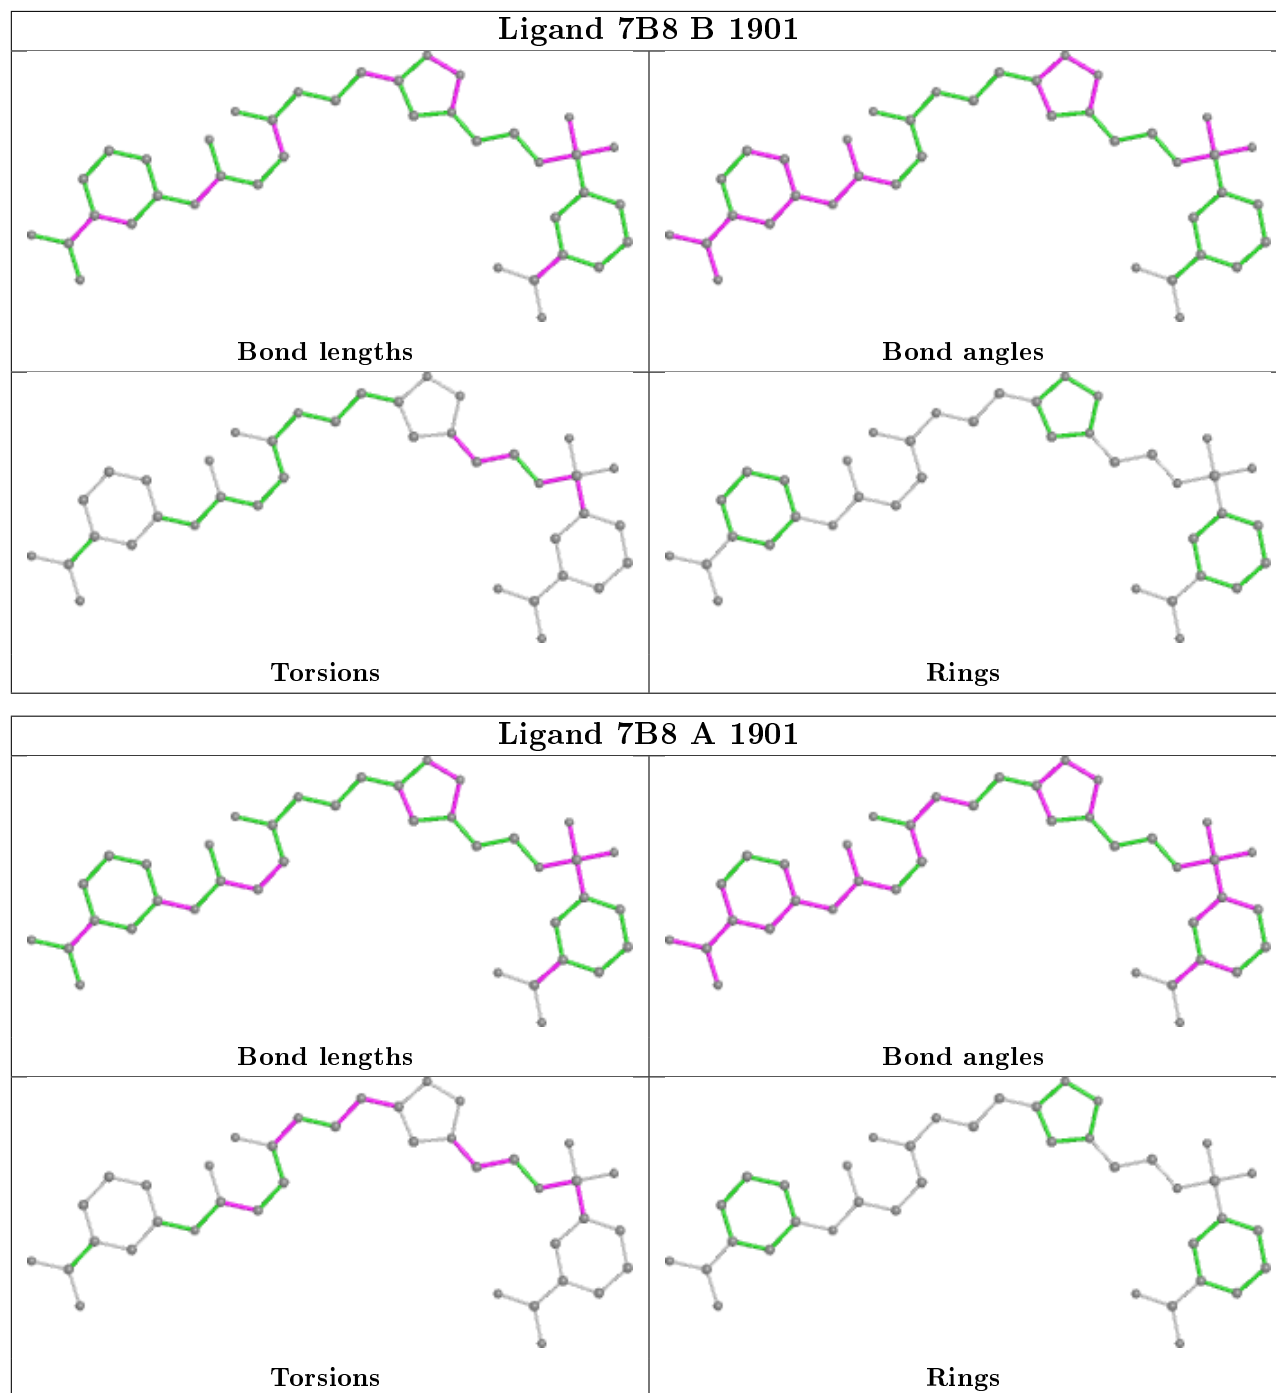 Ligand 7B8 B 1901
Bond lengths
Bond angles
Torsions
Rings
Ligand 7B8 A 1901
Bond lengths
Bond angles
Torsions
Rings